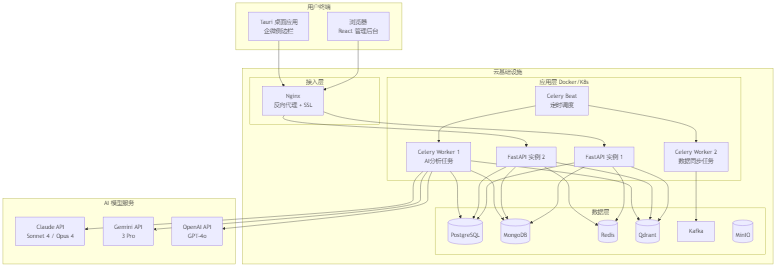 用户终端
Tauri 桌面应用
企微侧边栏
浏览器
React 管理后台
云基础设施
接入层
Nginx
反向代理 + SSL
应用层 Docker/K8s
Celery Beat
定时调度
Celery Worker 1
AI分析任务
FastAPI 实例 2
FastAPI 实例 1
Celery Worker 2
数据同步任务
AI 模型服务
Claude API
Sonnet 4 / Opus 4
Gemini API
3 Pro
OpenAI API
GPT-4o
数据层
PostgreSQL
MongoDB
Redis
Qdrant
Kafka
MinIO